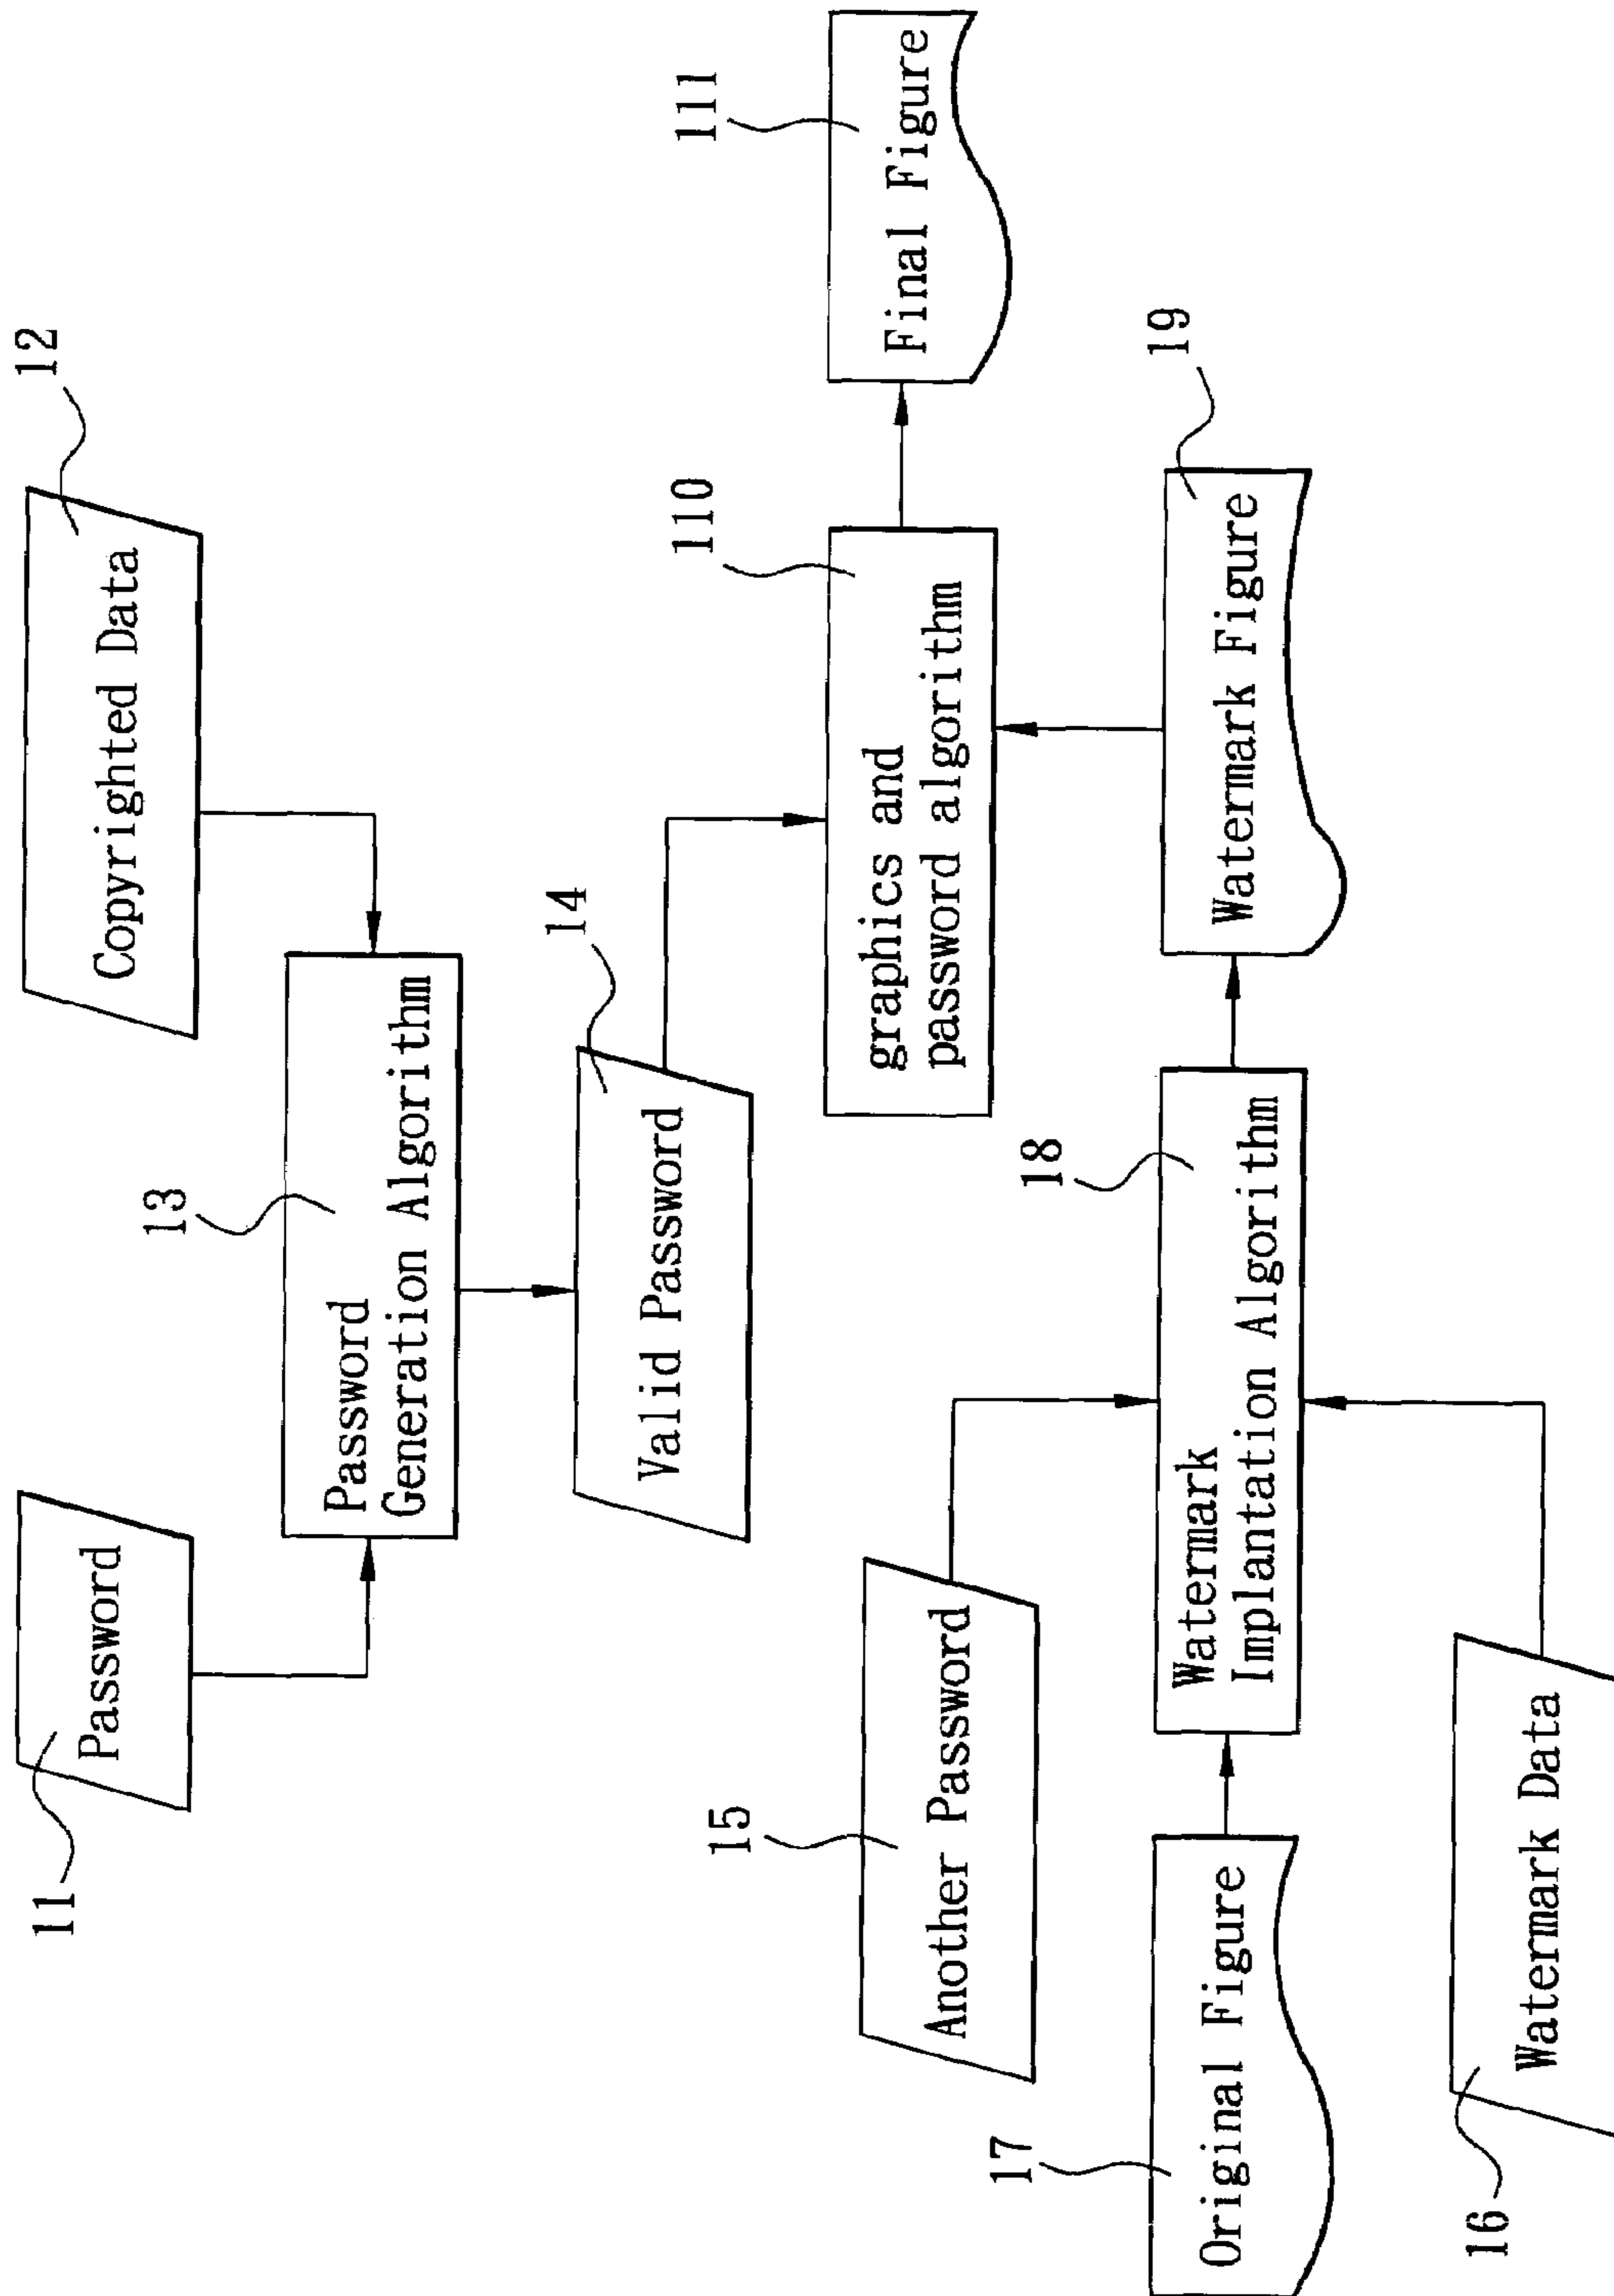 11
Password
12
Copyrighted Data
13
Password
Generation Algorithm
14
Valid Password
15
Another Password
110
graphics and
password algorithm
111
Final Figure
17
Original Figure
18
Watermark
Implantation Algorithm
19
Watermark Figure
16
Watermark Data